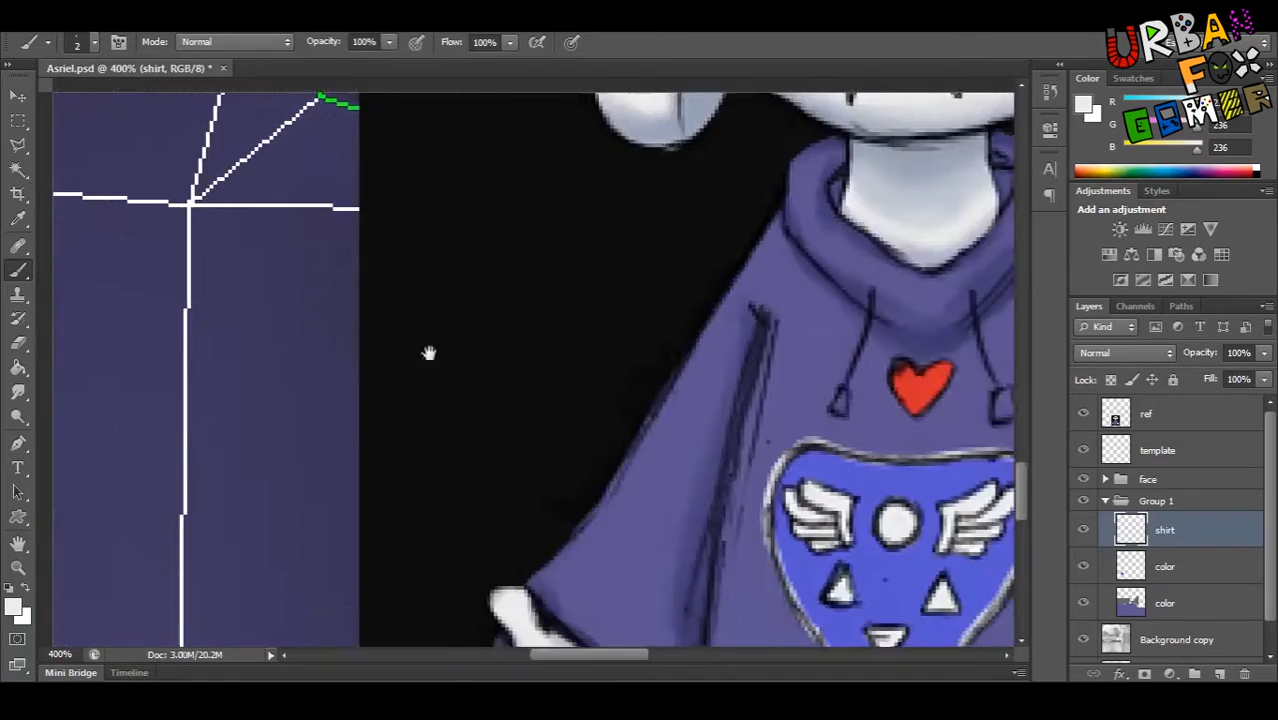 URBAN
FOX
GAMER
2
Mode: Normal
Opacity: 100%
Flow: 100%
Es
Asriel.psd @ 400% (shirt, RGB/8) *
Color
Swatches
R
G
236
B
236
Adjustments
Styles
Add an adjustment
Layers
Channels
Paths
Kind
Normal
Opacity: 100%
Lock:
Fill: 100%
ref
template
face
Group 1
shirt
color
color
Background copy
400%
Doc: 3.00M/20.2M
Mini Bridge
Timeline